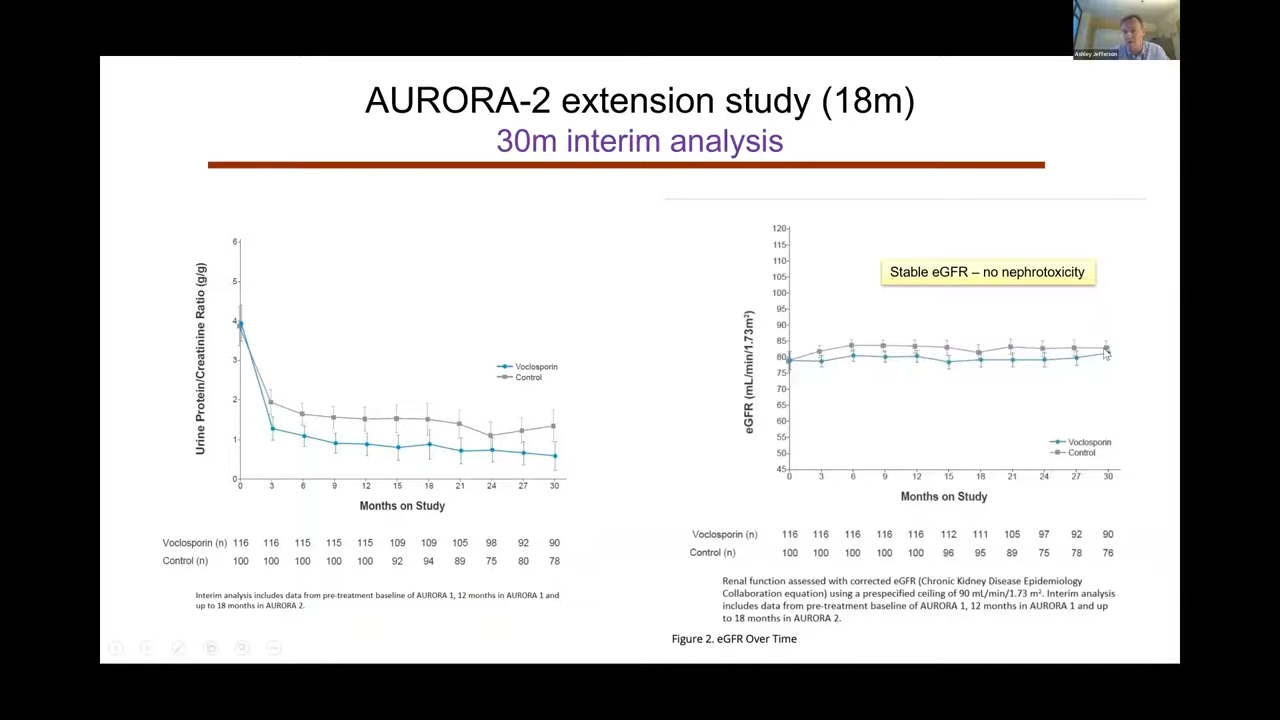 Ashley Jefferson
AURORA-2 extension study (18m)
30m interim analysis
Urine Protein/Creatinine Ratio (g/g)
6
5
4
3
2
1
0
Voclosporin
Control
0 3 6 9 12 15 18 21 24 27 30
Months on Study
Voclosporin (n) 116 116 115 115 115 109 109 105 98 92 90
Control (n) 100 100 100 100 100 92 94 89 75 80 78
Interim analysis includes data from pre-treatment baseline of AURORA 1, 12 months in AURORA 1 and
up to 18 months in AURORA 2.
Stable eGFR – no nephrotoxicity
eGFR (mL/min/1.73m²)
120
115
110
105
100
95
90
85
80
75
70
65
60
55
50
45
Voclosporin
Control
0 3 6 9 12 15 18 21 24 27 30
Months on Study
Voclosporin (n) 116 116 116 116 116 112 111 105 97 92 90
Control (n) 100 100 100 100 100 96 95 89 75 78 76
Renal function assessed with corrected eGFR (Chronic Kidney Disease Epidemiology
Collaboration equation) using a prespecified ceiling of 90 mL/min/1.73 m². Interim analysis
includes data from pre-treatment baseline of AURORA 1, 12 months in AURORA 1 and up
to 18 months in AURORA 2.
Figure 2. eGFR Over Time